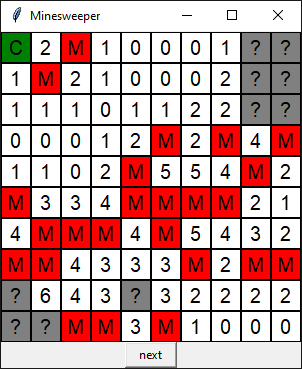 Minesweeper
C 2 M 1 0 0 0 1 ? ?
1 M 2 1 0 0 0 2 ? ?
1 1 1 0 1 1 2 2 ? ?
0 0 0 1 2 M 2 M 4 M
1 1 0 2 M 5 5 4 M 2
M 3 3 4 M M M M 2 1
4 M M M 4 M 5 4 3 2
M M 4 3 3 3 M 2 M M
? 6 4 3 ? 3 2 2 2 2
? ? M M 3 M 1 0 0 0
next